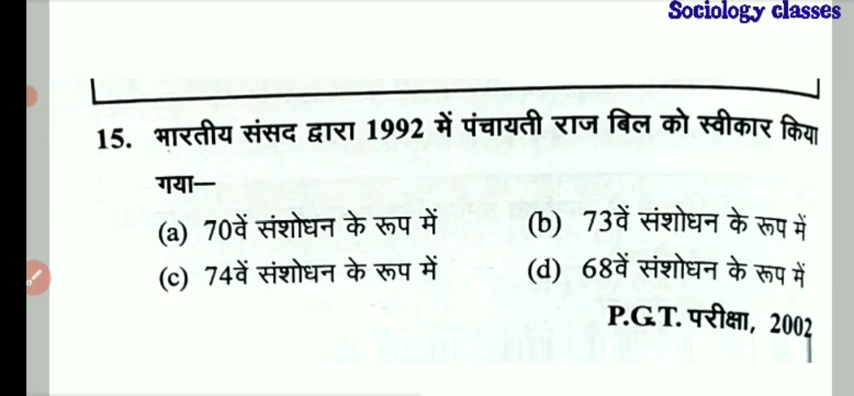 Sociology classes
15. भारतीय संसद द्वारा 1992 में पंचायती राज बिल को स्वीकार किया
गया—
(a) 70वें संशोधन के रूप में (b) 73वें संशोधन के रूप में
(c) 74वें संशोधन के रूप में (d) 68वें संशोधन के रूप में
P.G.T. परीक्षा, 2002